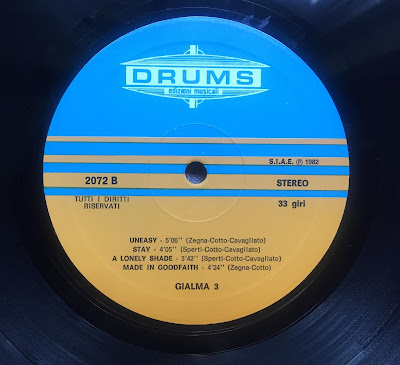 DRUMS
edizioni musicali
S.I.A.E. ℗ 1982
2072 B
STEREO
TUTTI I DIRITTI
RISERVATI
33 giri
UNEASY - 5'06'' (Zegna-Cotto-Cavagliato)
STAY - 4'05'' (Sperti-Cotto-Cavagliato)
A LONELY SHADE - 3'42'' (Sperti-Cotto-Cavagliato)
MADE IN GOODFAITH - 4'24'' (Zegna-Cotto)
GIALMA 3